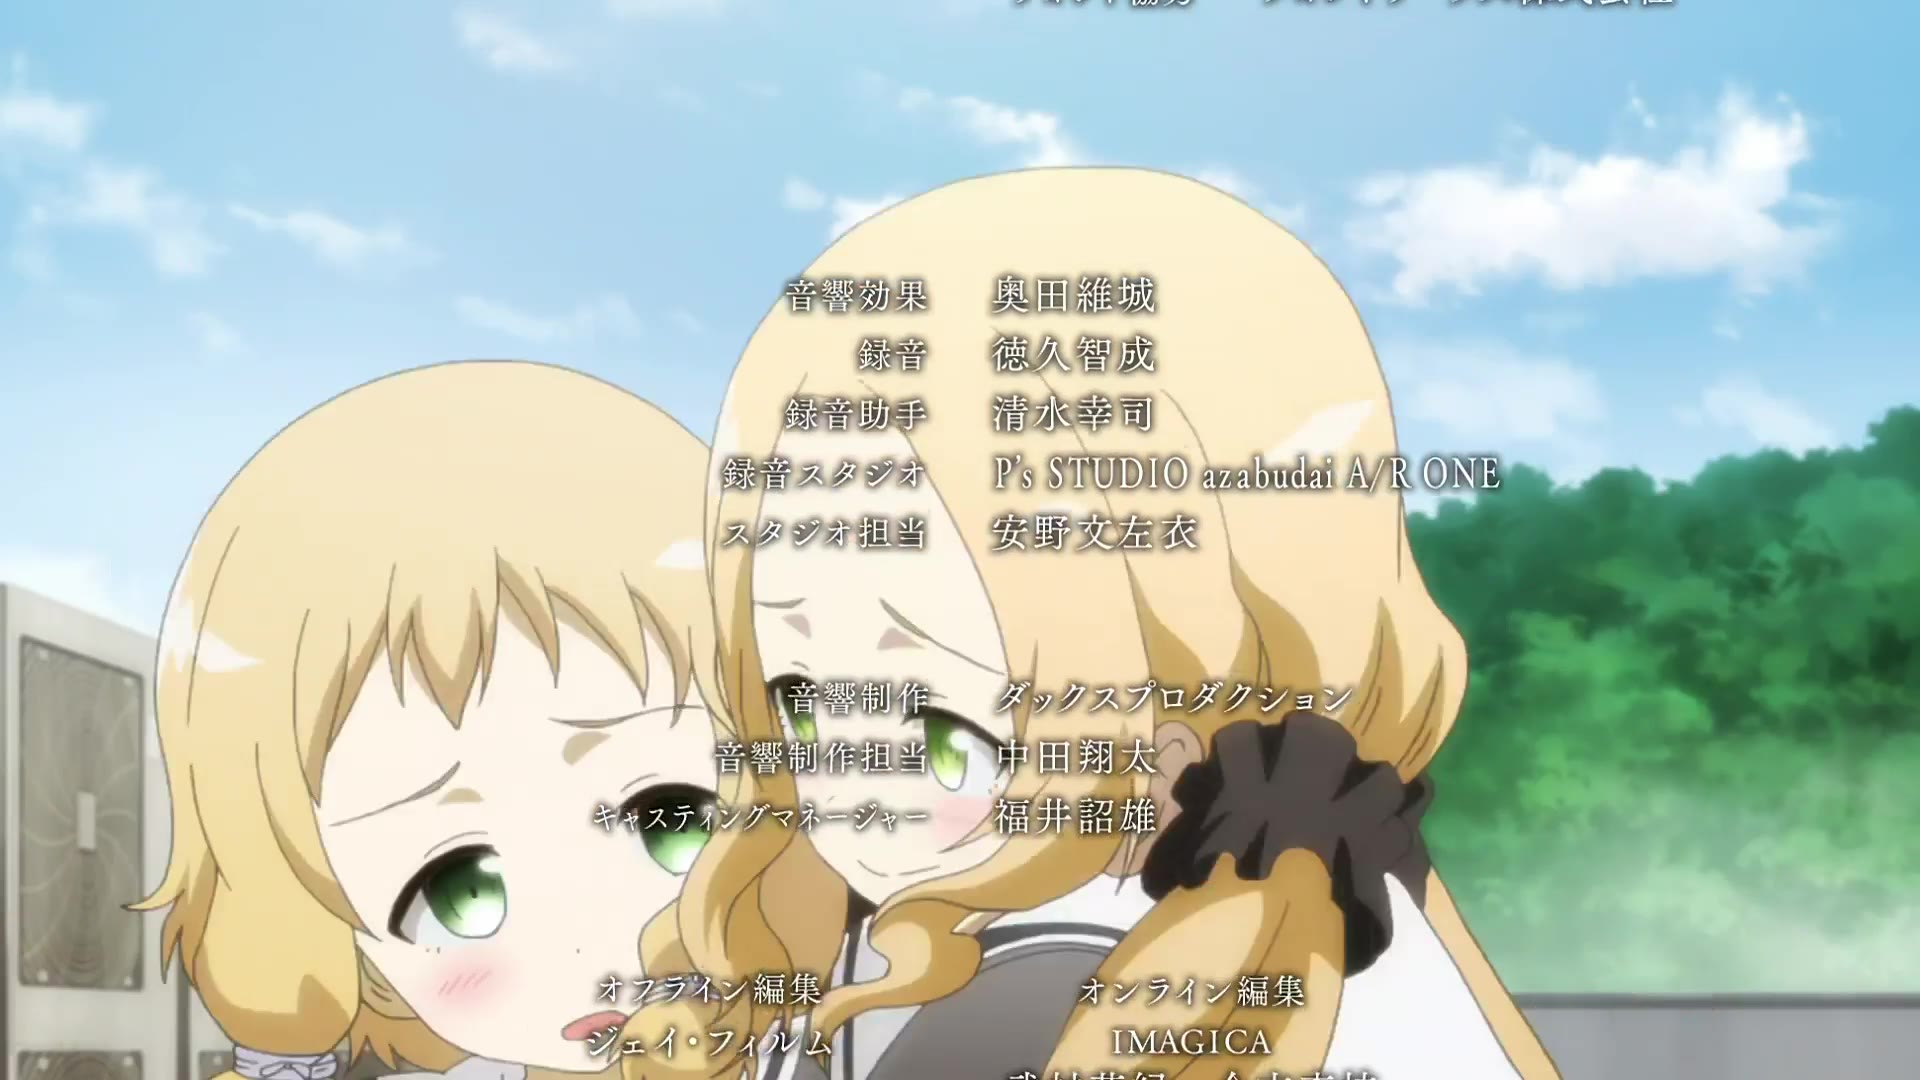 音響効果　奥田維城
録音　徳久智成
録音助手　清水幸司
録音スタジオ　P's STUDIO azabudai A/R ONE
スタジオ担当　安野文左衣
音響制作　ダックスプロダクション
音響制作担当　中田翔太
キャスティングマネージャー　福井詔雄
オフライン編集　オンライン編集
ジェイ・フィルム　IMAGICA